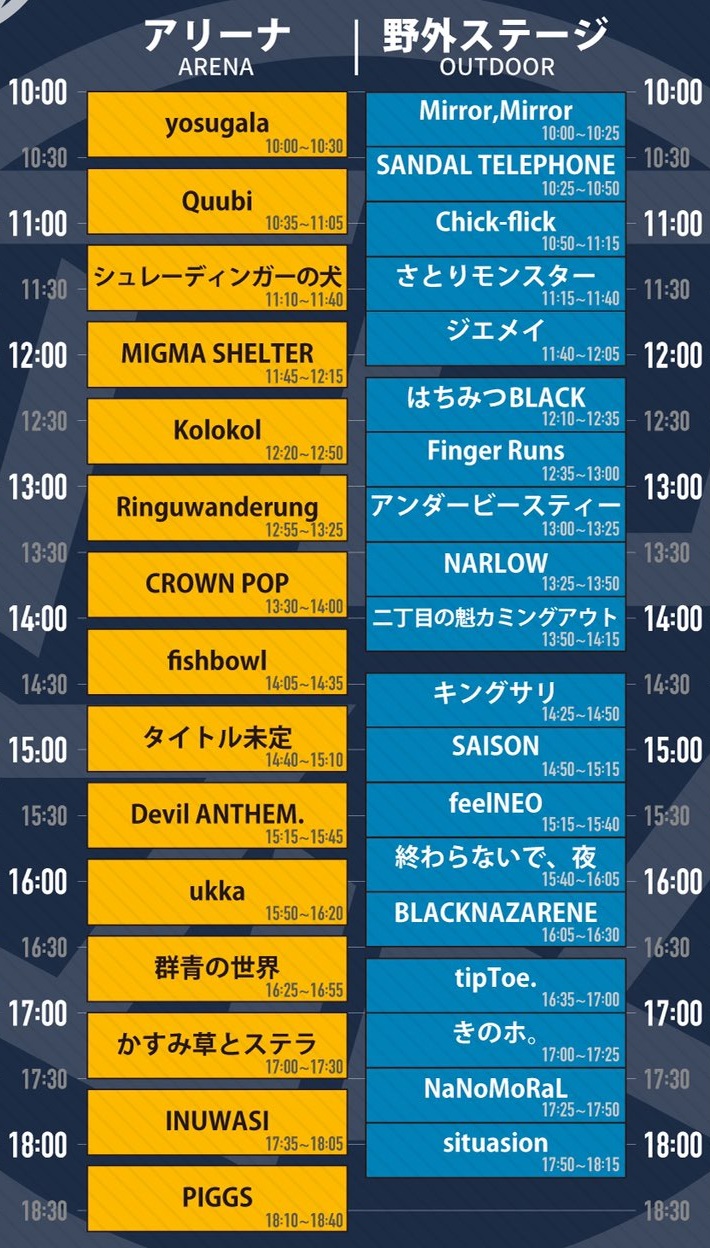 アリーナ
ARENA
野外ステージ
OUTDOOR
10:00
10:30
11:00
11:30
12:00
12:30
13:00
13:30
14:00
14:30
15:00
15:30
16:00
16:30
17:00
17:30
18:00
18:30
yosugala
10:00~10:30
Quubi
10:35~11:05
シュレーディンガーの犬
11:10~11:40
MIGMA SHELTER
11:45~12:15
Kolokol
12:20~12:50
Ringuwanderung
12:55~13:25
CROWN POP
13:30~14:00
fishbowl
14:05~14:35
タイトル未定
14:40~15:10
Devil ANTHEM.
15:15~15:45
ukka
15:50~16:20
群青の世界
16:25~16:55
かすみ草とステラ
17:00~17:30
INUWASI
17:35~18:05
PIGGS
18:10~18:40
Mirror,Mirror
10:00~10:25
SANDAL TELEPHONE
10:25~10:50
Chick-flick
10:50~11:15
さとりモンスター
11:15~11:40
ジエメイ
11:40~12:05
はちみつBLACK
12:10~12:35
Finger Runs
12:35~13:00
アンダービースティー
13:00~13:25
NARLOW
13:25~13:50
二丁目の魁カミングアウト
13:50~14:15
キングサリ
14:25~14:50
SAISON
14:50~15:15
feelNEO
15:15~15:40
終わらないで、夜
15:40~16:05
BLACKNAZARENE
16:05~16:30
tipToe.
16:35~17:00
きのホ。
17:00~17:25
NaNoMoRaL
17:25~17:50
situasion
17:50~18:15
10:00
10:30
11:00
11:30
12:00
12:30
13:00
13:30
14:00
14:30
15:00
15:30
16:00
16:30
17:00
17:30
18:00
18:30